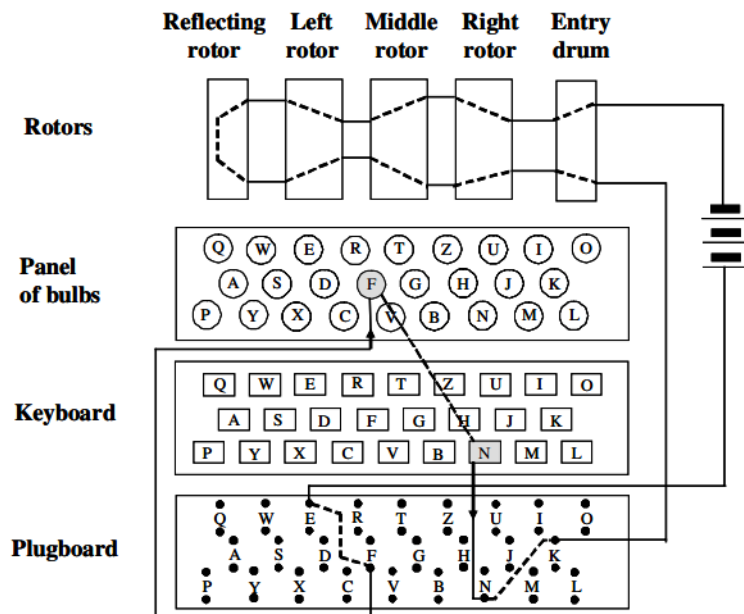 Reflecting rotor Left rotor Middle rotor Right rotor Entry drum
Rotors
Panel of bulbs
Q W E R T Z U I O
A S D F G H J K
P Y X C V B N M L
Keyboard
Q W E R T Z U I O
A S D F G H J K
P Y X C V B N M L
Plugboard
Q W E R T Z U I O
A S D F G H J K
P Y X C V B N M L